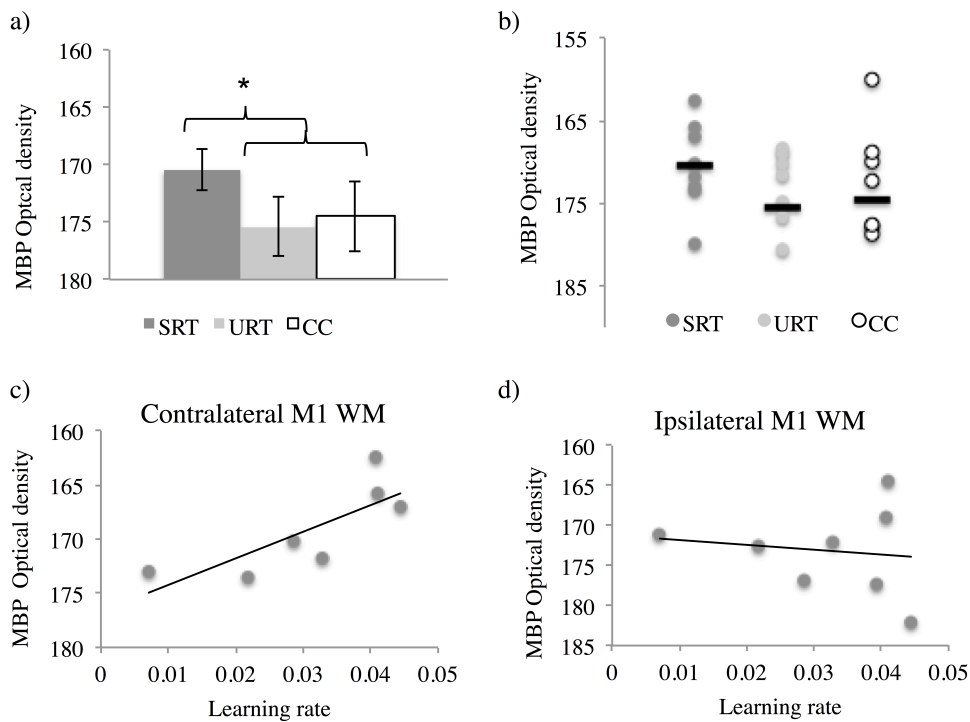 a)
160
165
170
175
180
MBP Optcal density
*
SRT URT CC
b)
155
165
175
185
MBP Optical density
SRT URT CC
c)
Contralateral M1 WM
160
165
170
175
180
MBP Optical density
0 0.01 0.02 0.03 0.04 0.05
Learning rate
d)
Ipsilateral M1 WM
160
165
170
175
180
185
MBP Optical density
0 0.01 0.02 0.03 0.04 0.05
Learning rate